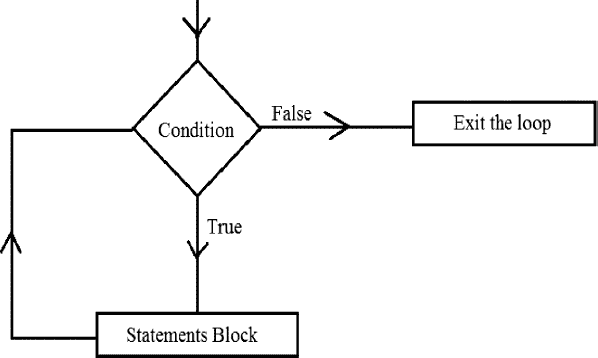 False
Exit the loop
Condition
True
Statements Block